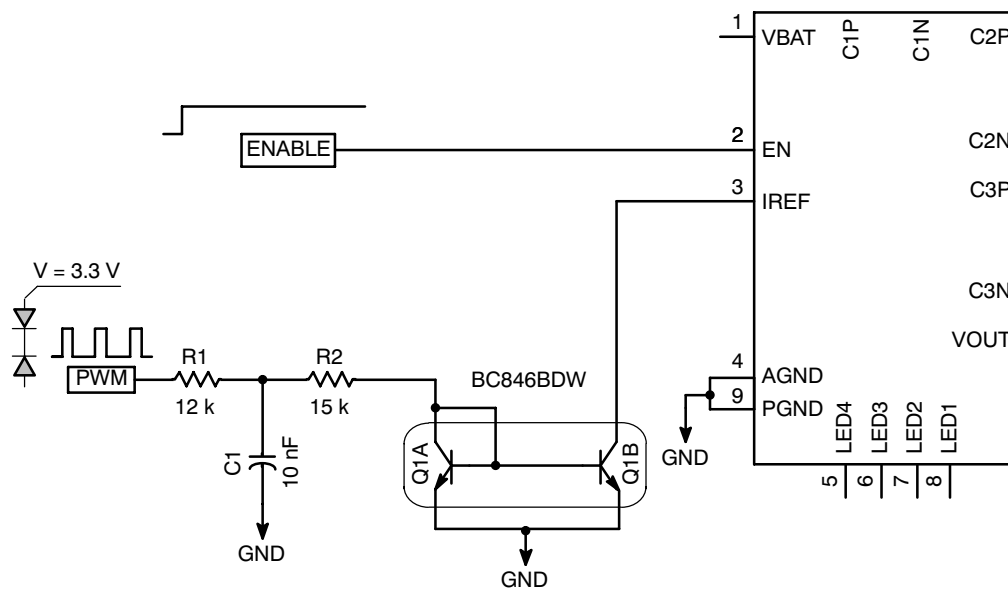 1
VBAT
C1P
C1N
C2P
ENABLE
2
EN
C2N
3
IREF
C3P
V = 3.3 V
C3N
VOUT
PWM
R1
12 k
R2
15 k
BC846BDW
4
AGND
9
PGND
GND
LED4
LED3
LED2
LED1
5
6
7
8
C1
10 nF
Q1A
Q1B
GND
GND